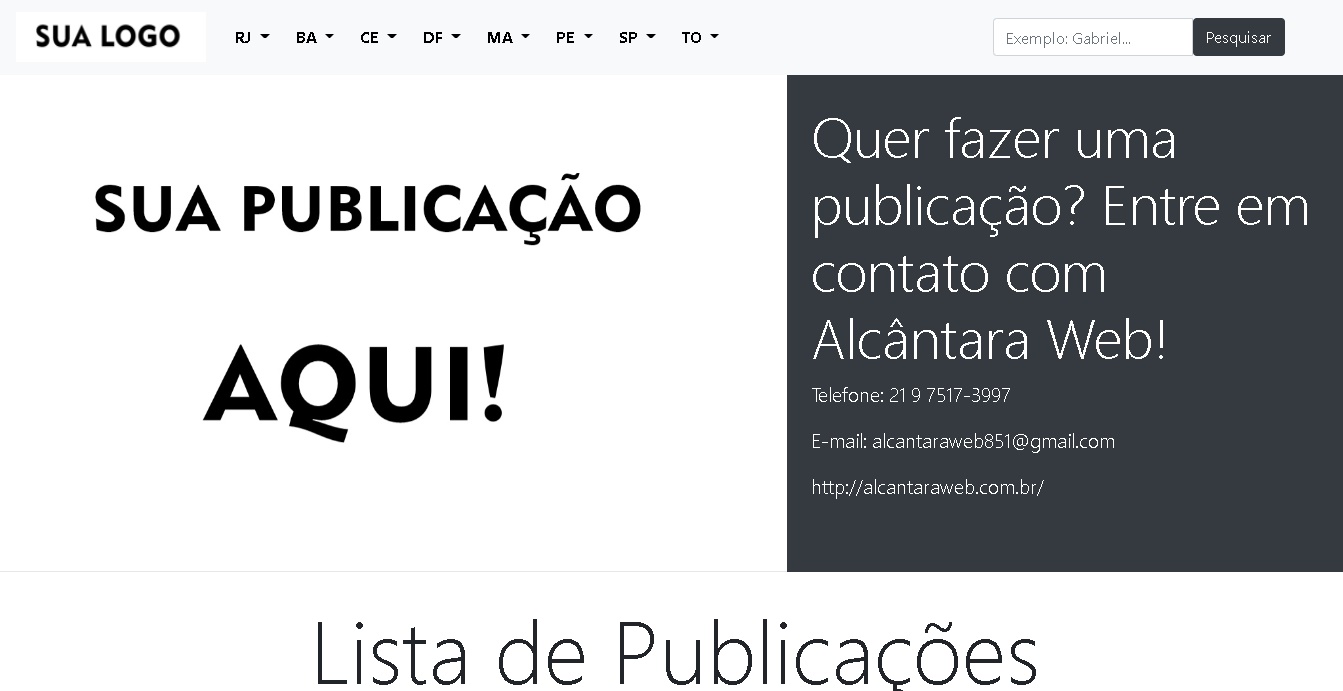 SUA LOGO RJ BA CE DF MA PE SP TO Exemplo: Gabriel... Pesquisar
SUA PUBLICAÇÃO
AQUI!
Quer fazer uma
publicação? Entre em
contato com
Alcântara Web!
Telefone: 21 9 7517-3997
E-mail: alcantaraweb851@gmail.com
http://alcantaraweb.com.br/
Lista de Publicações